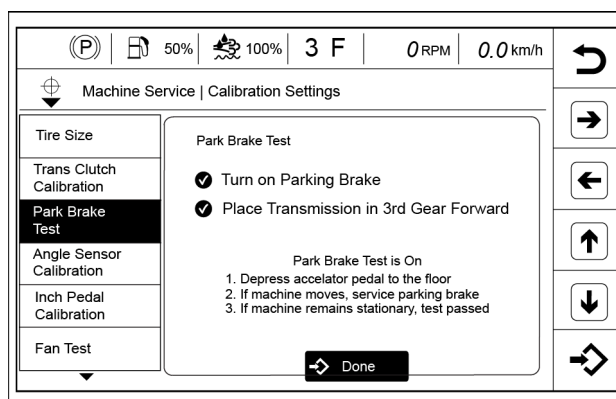 (P) 50% 100% 3 F 0 RPM 0.0 km/h
Machine Service | Calibration Settings
Tire Size
Trans Clutch
Calibration
Park Brake
Test
Angle Sensor
Calibration
Inch Pedal
Calibration
Fan Test
Park Brake Test
Turn on Parking Brake
Place Transmission in 3rd Gear Forward
Park Brake Test is On
1. Depress accelator pedal to the floor
2. If machine moves, service parking brake
3. If machine remains stationary, test passed
Done